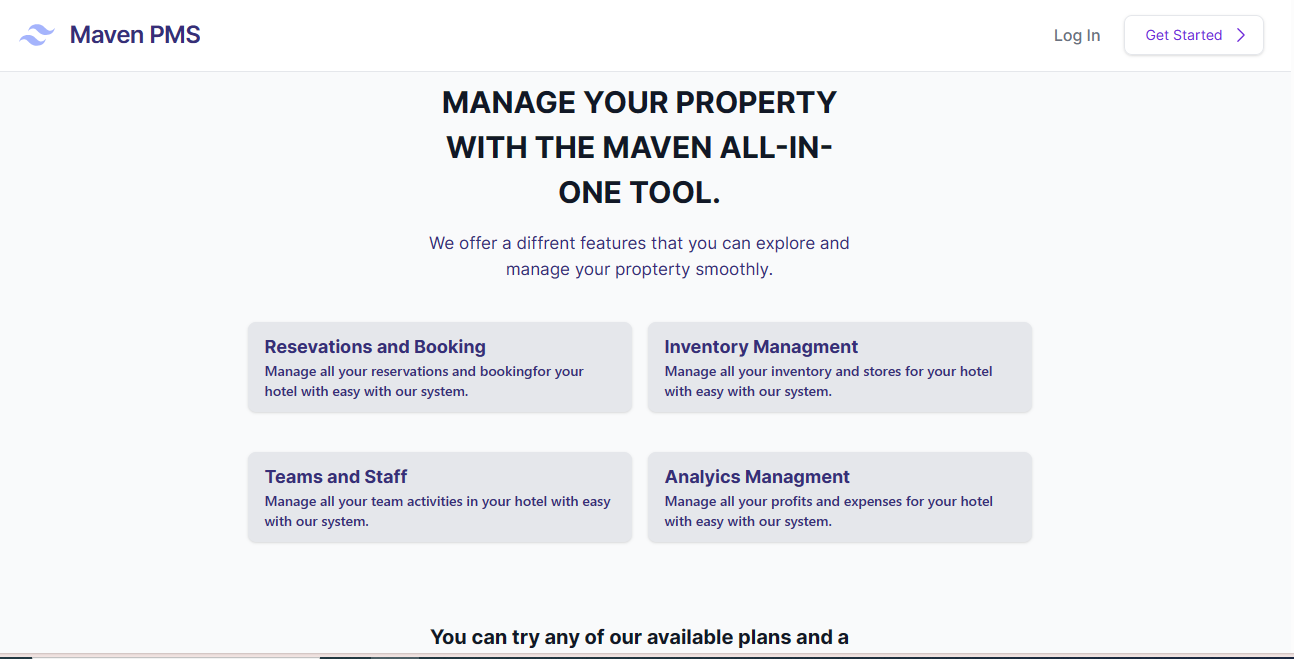 Maven PMS
Log In
Get Started
MANAGE YOUR PROPERTY
WITH THE MAVEN ALL-IN-
ONE TOOL.
We offer a diffrent features that you can explore and
manage your propterty smoothly.
Resevations and Booking
Manage all your reservations and bookingfor your
hotel with easy with our system.
Inventory Managment
Manage all your inventory and stores for your hotel
with easy with our system.
Teams and Staff
Manage all your team activities in your hotel with easy
with our system.
Analyics Managment
Manage all your profits and expenses for your hotel
with easy with our system.
You can try any of our available plans and a